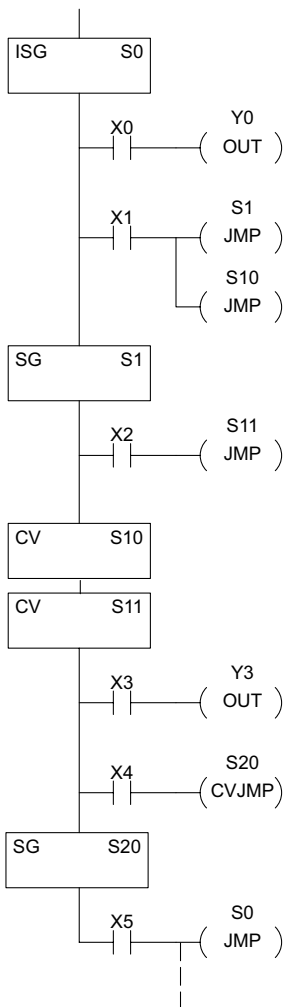 ISG S0
Y0
X0
OUT
S1
X1
JMP
S10
JMP
SG S1
S11
X2
JMP
CV S10
CV S11
Y3
X3
OUT
S20
X4
CVJMP
SG S20
S0
X5
JMP